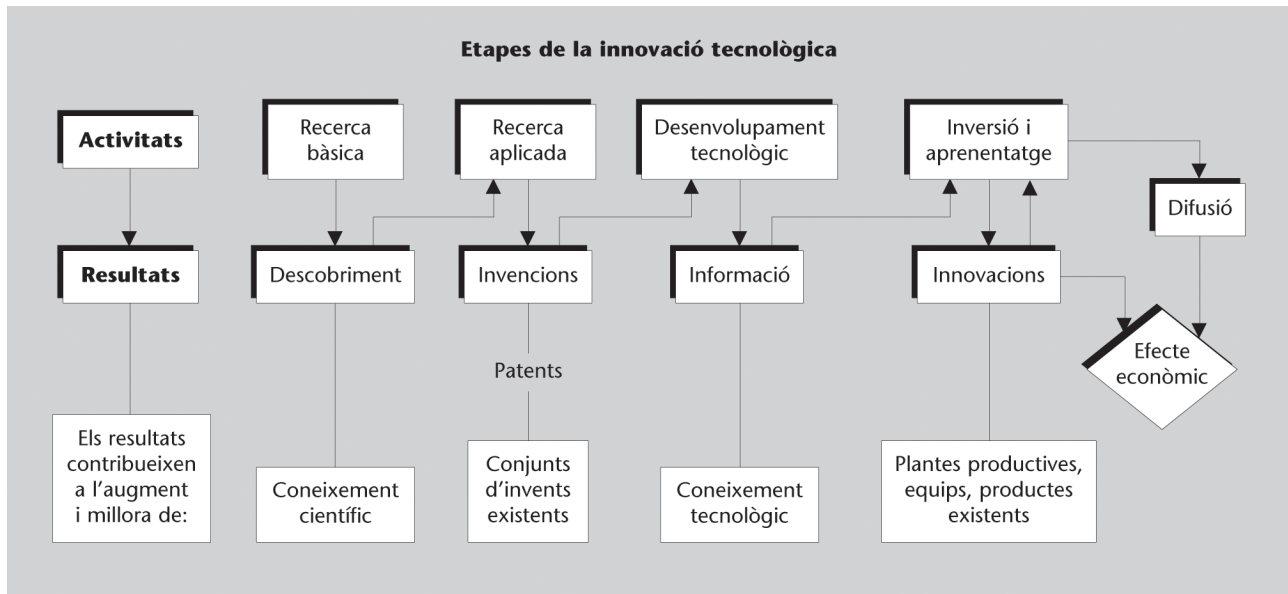 Etapes de la innovació tecnològica
Activitats
Recerca
bàsica
Recerca
aplicada
Desenvolupament
tecnològic
Inversió i
aprenentatge
Difusió
Resultats
Descobriment
Invencions
Informació
Innovacions
Efecte
econòmic
Patents
Els resultats
contribueixen
a l’augment
i millora de:
Coneixement
científic
Conjunts
d’invents
existents
Coneixement
tecnològic
Plantes productives,
equips, productes
existents